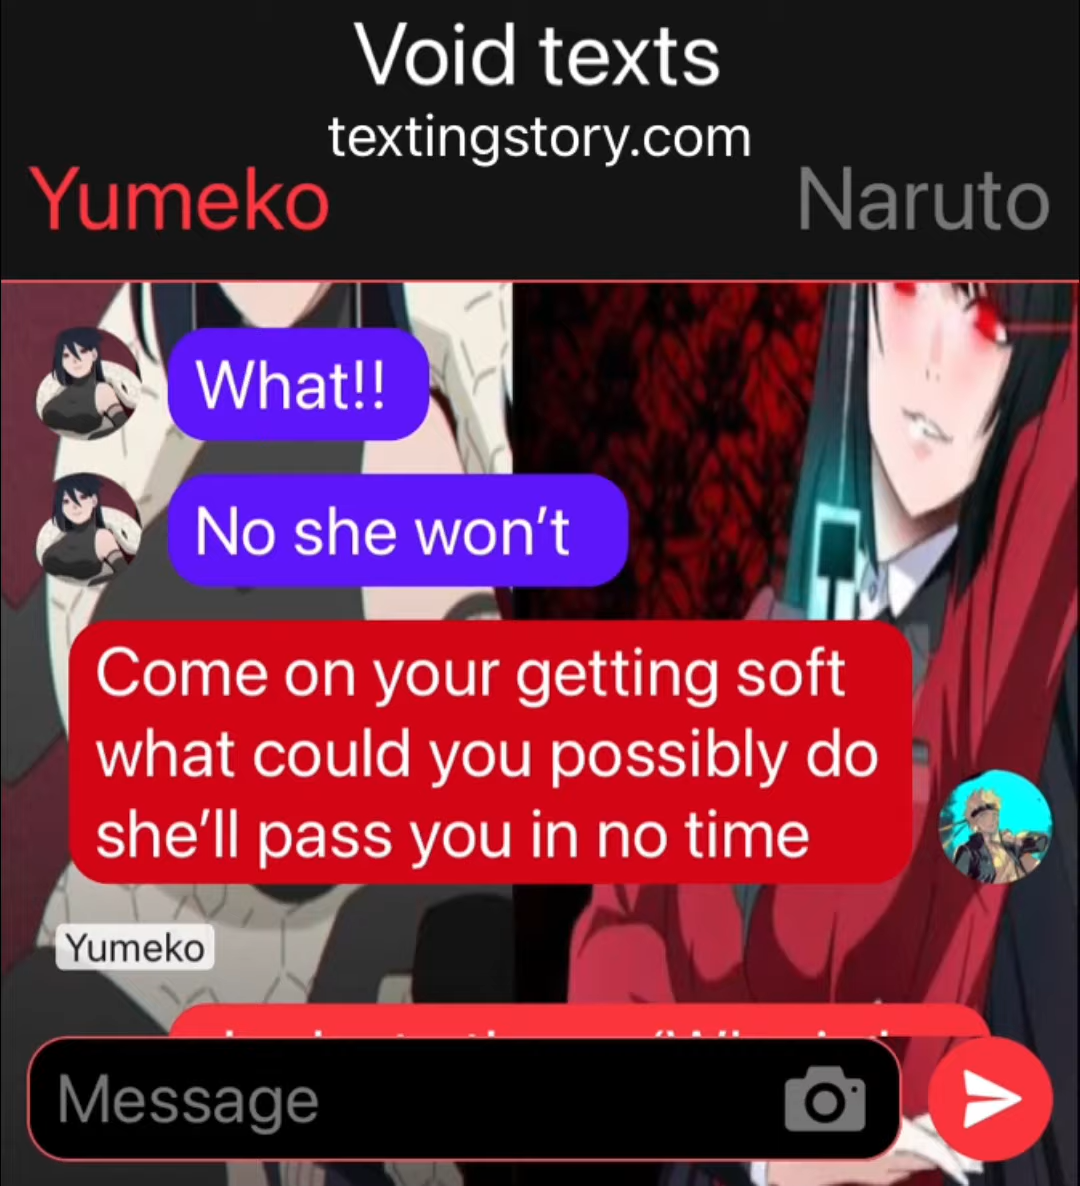 Void texts
textingstory.com
Yumeko
Naruto
What!!
No she won’t
Come on your getting soft
what could you possibly do
she’ll pass you in no time
Yumeko
Message